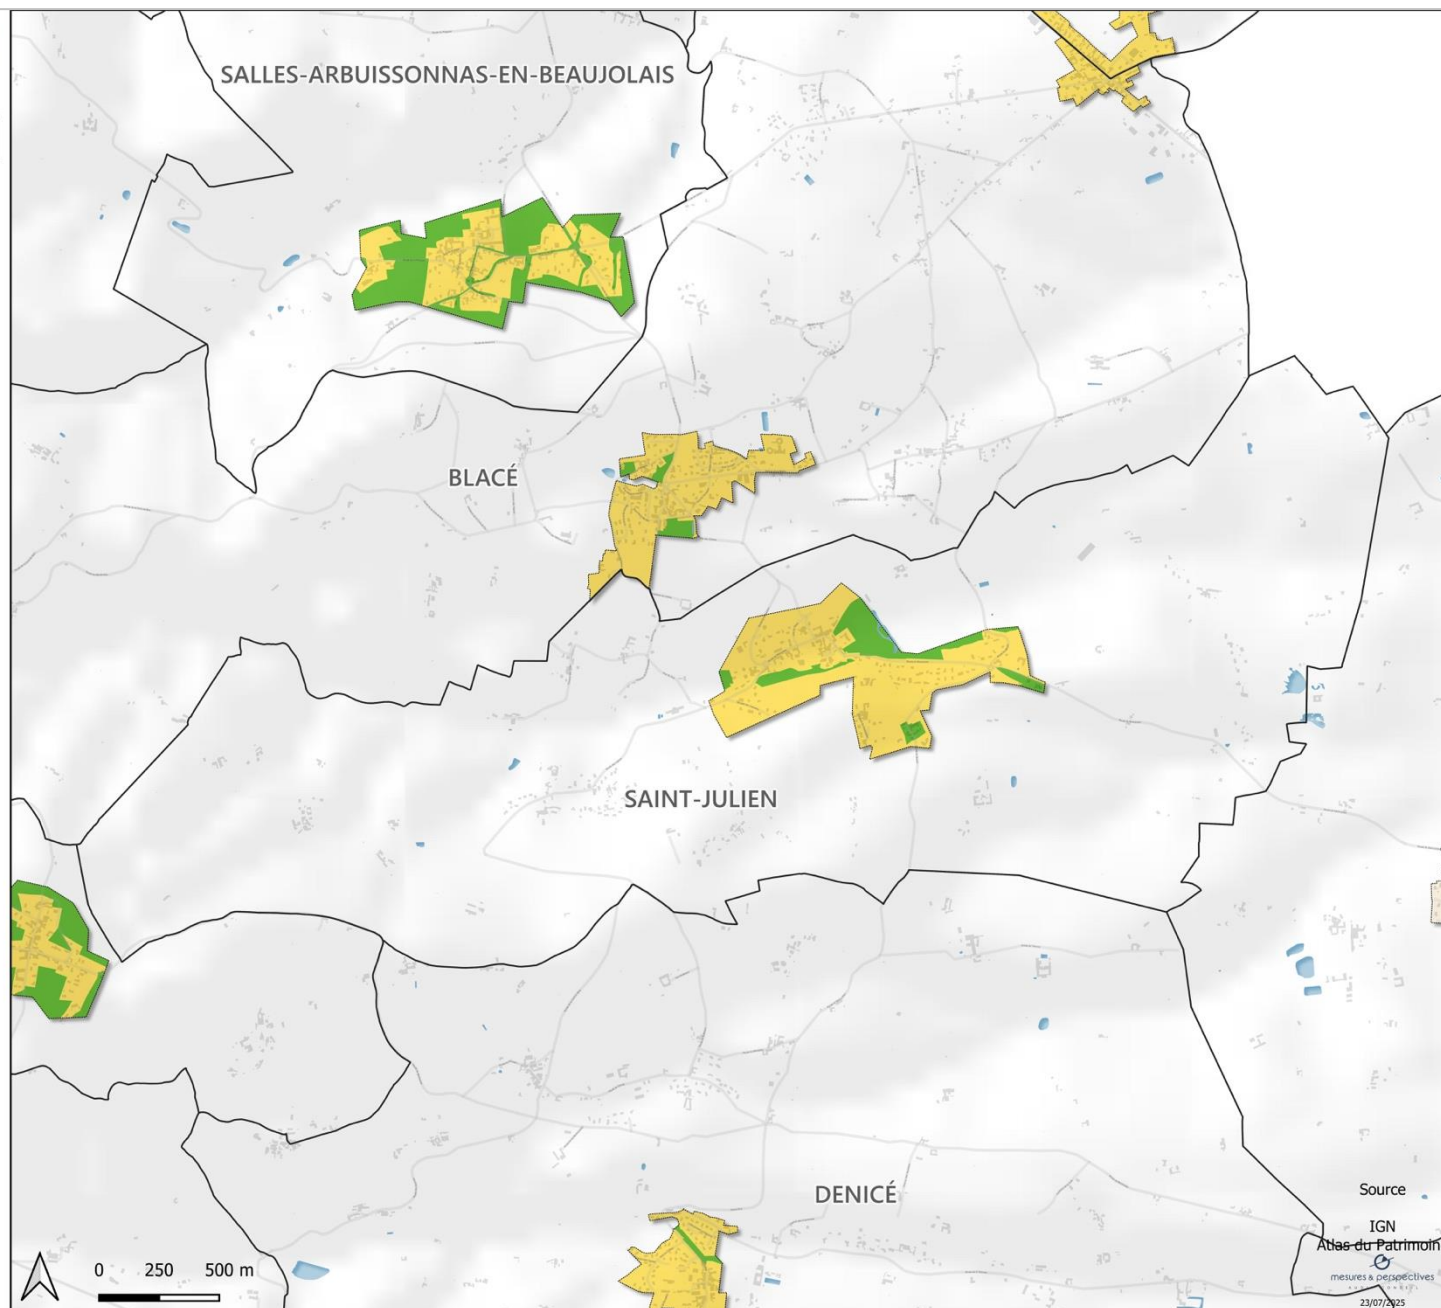 SALLES-ARBUISSONNAS-EN-BEAUJOLAIS
BLACÉ
SAINT-JULIEN
DENICÉ
0 250 500 m
Source
IGN
Atlas du Patrimoin
mesures & perspectives
23/07/2025